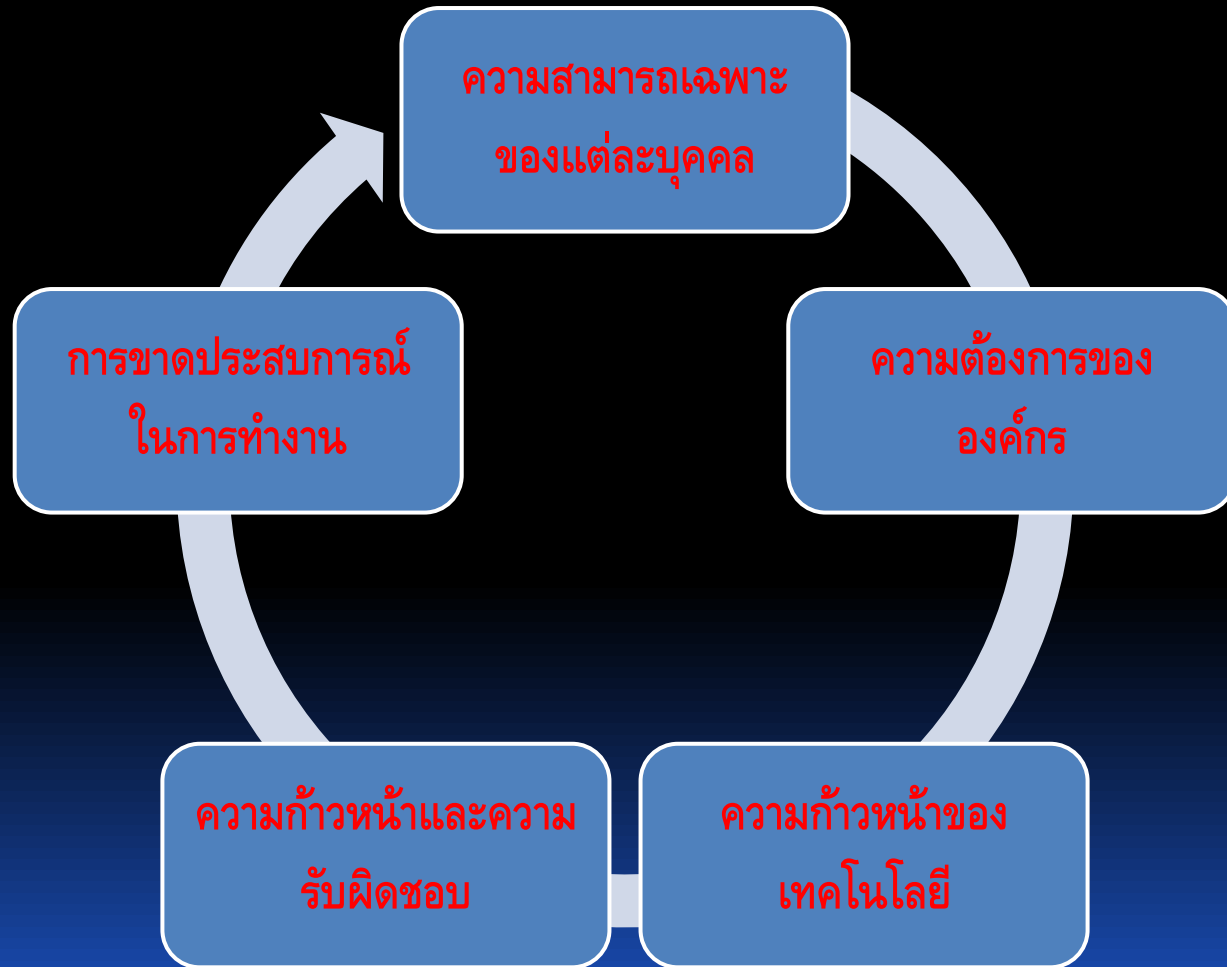 ความสามารถเฉพาะ
ของแต่ละบุคคล
ความต้องการของ
องค์กร
ความก้าวหน้าของ
เทคโนโลยี
ความก้าวหน้าและความ
รับผิดชอบ
การขาดประสบการณ์
ในการทำงาน